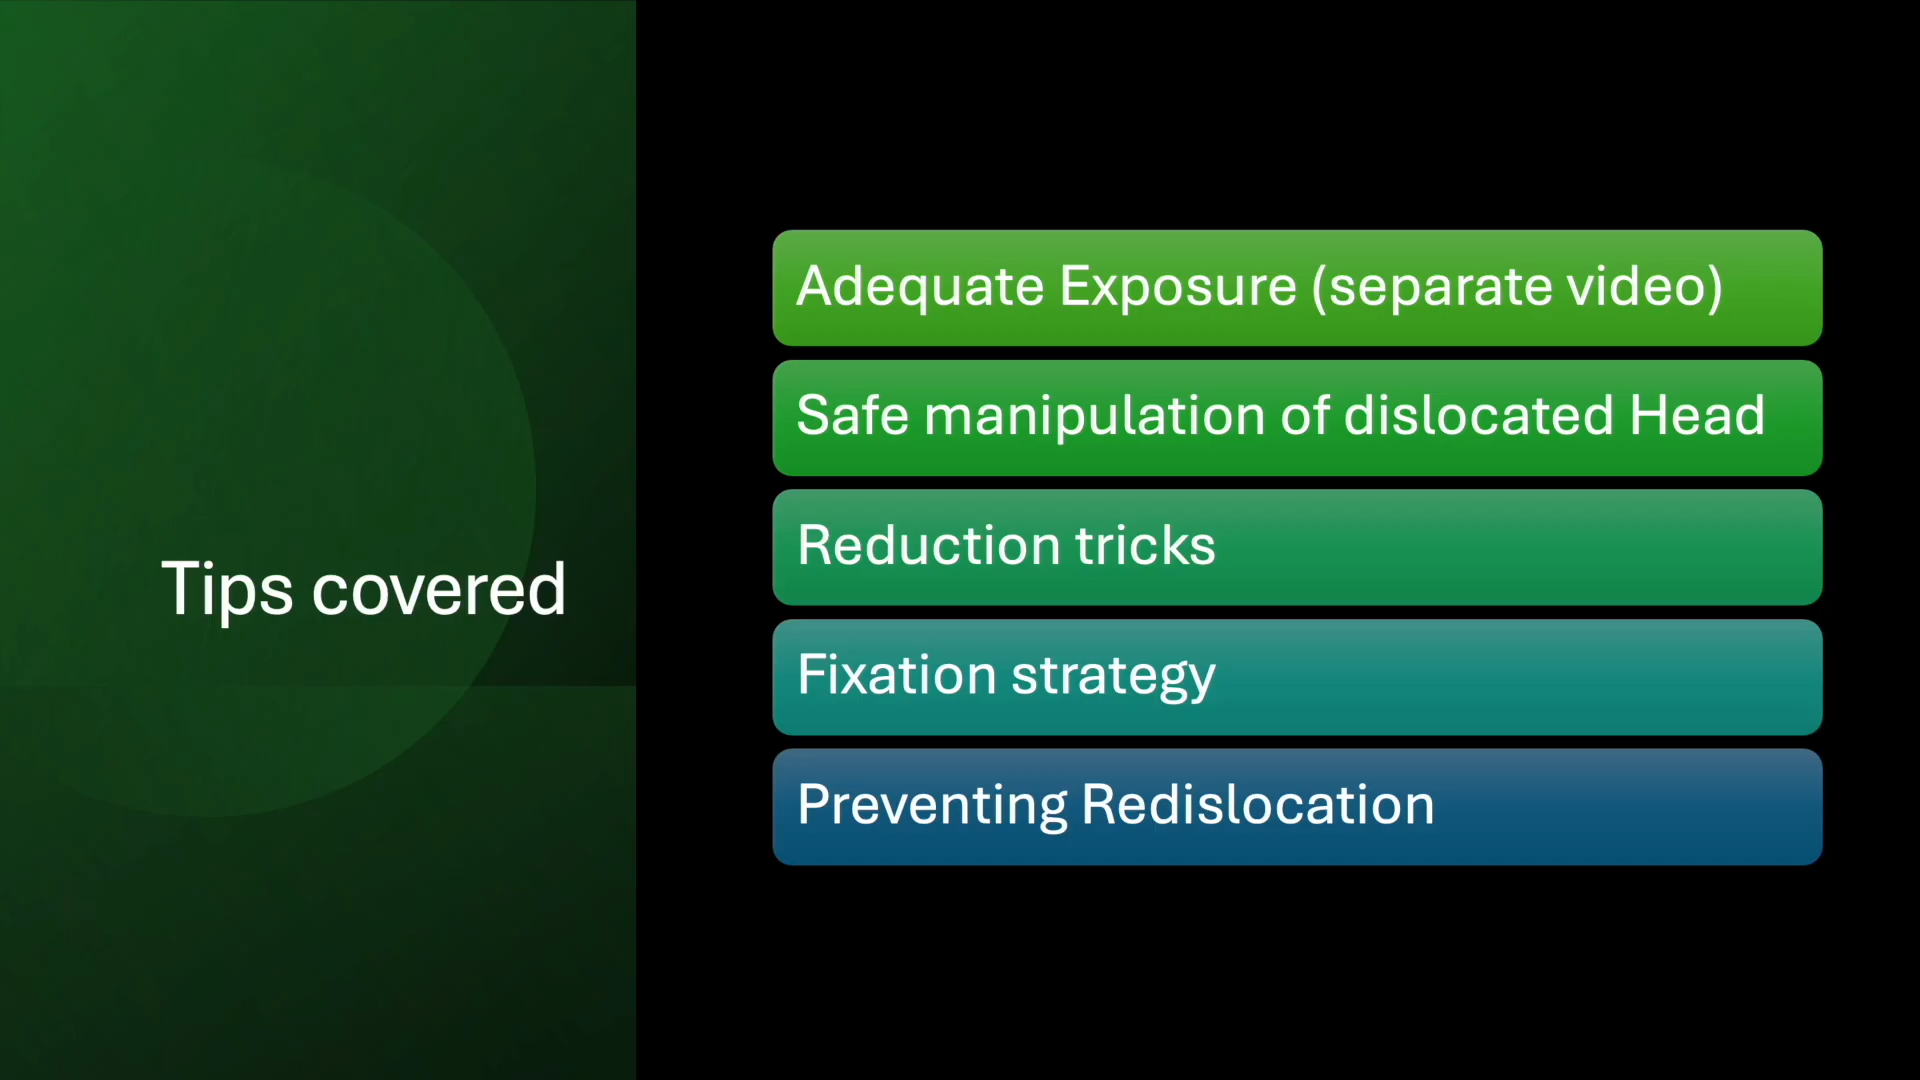 Tips covered
Adequate Exposure (separate video)
Safe manipulation of dislocated Head
Reduction tricks
Fixation strategy
Preventing Redislocation